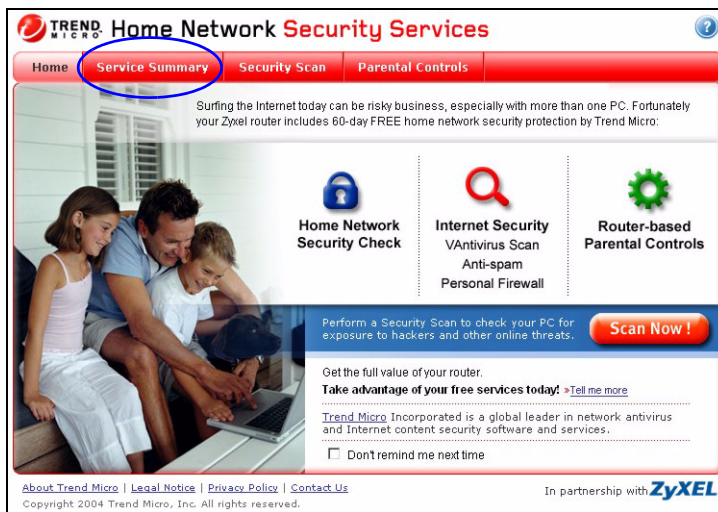 TREND MICRO Home Network Security Services
?
Home Service Summary Security Scan Parental Controls
Surfing the Internet today can be risky business, especially with more than one PC. Fortunately
your Zyxel router includes 60-day FREE home network security protection by Trend Micro:
Home Network
Security Check
Internet Security
VAntivirus Scan
Anti-spam
Personal Firewall
Router-based
Parental Controls
Perform a Security Scan to check your PC for
exposure to hackers and other online threats.
Scan Now !
Get the full value of your router.
Take advantage of your free services today! »Tell me more
Trend Micro Incorporated is a global leader in network antivirus
and Internet content security software and services.
Don't remind me next time
About Trend Micro | Legal Notice | Privacy Policy | Contact Us
Copyright 2004 Trend Micro, Inc. All rights reserved.
In partnership with ZyXEL